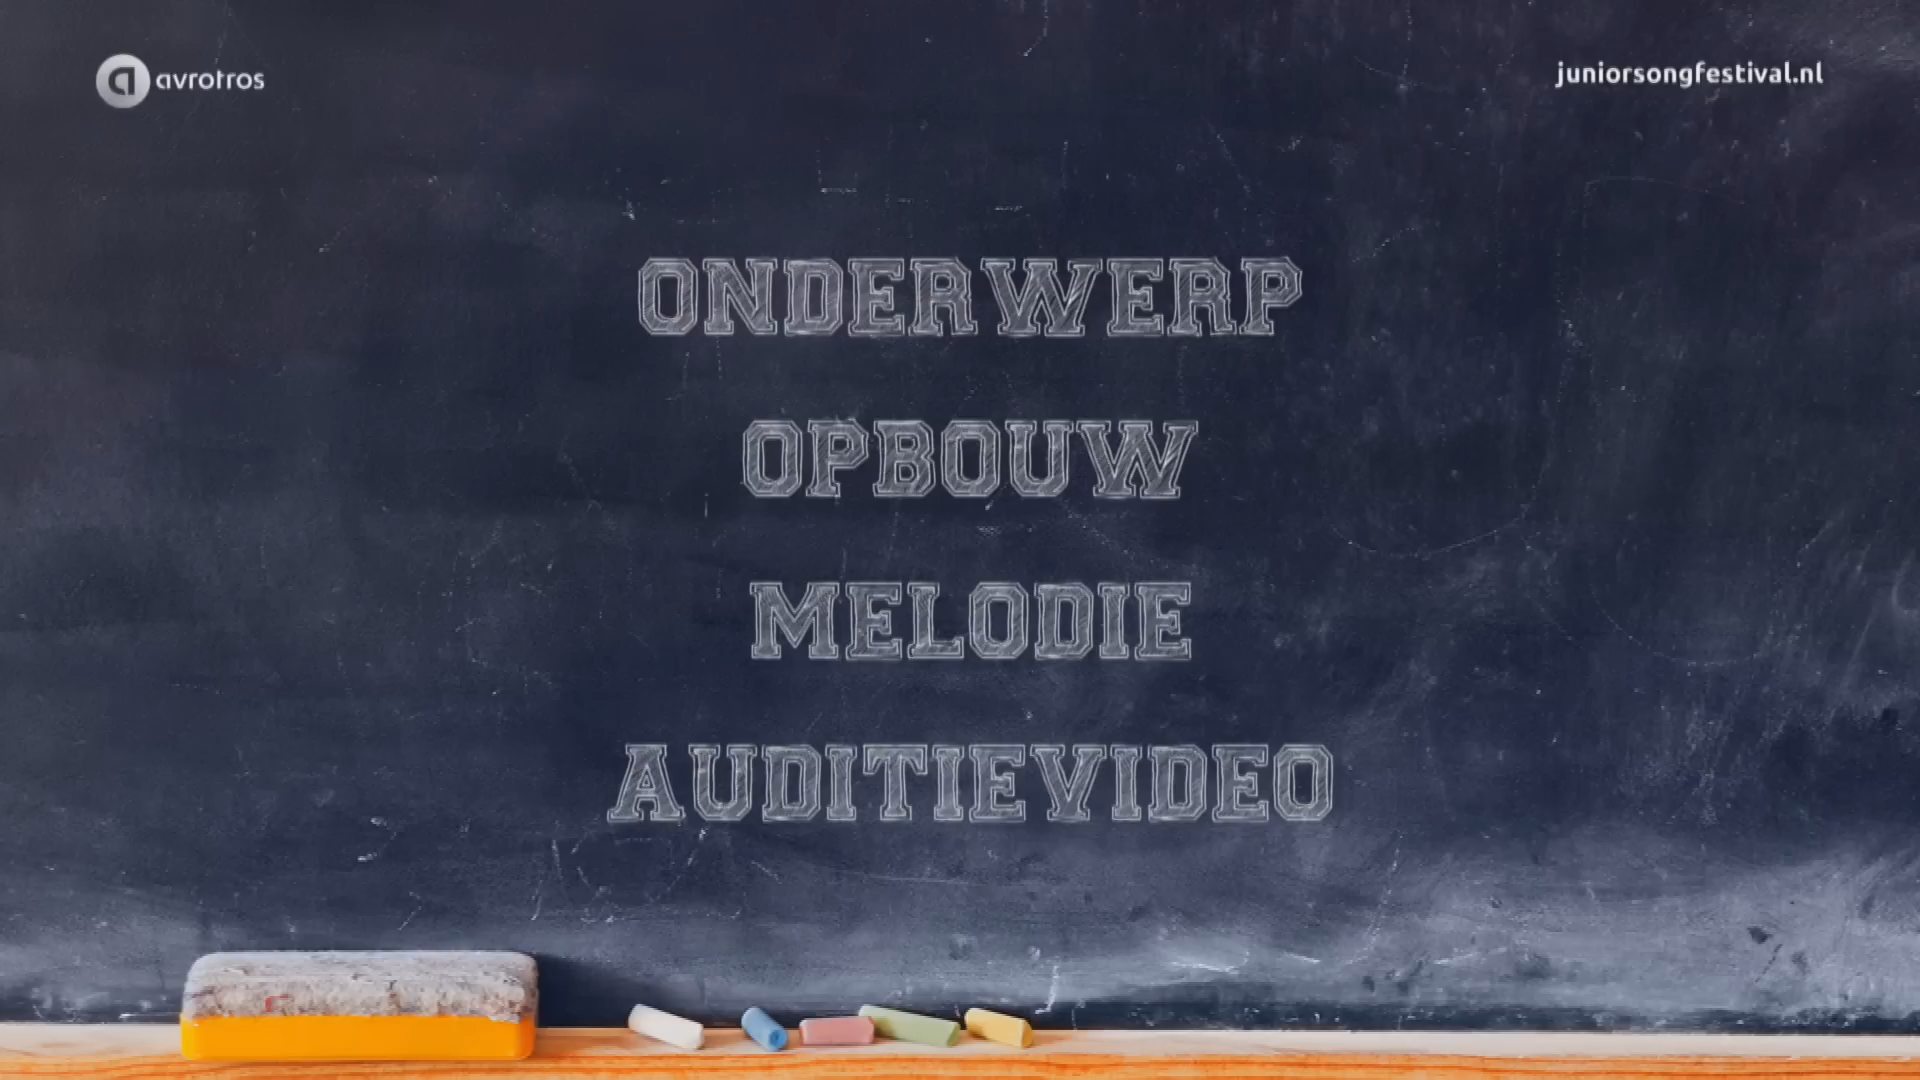 avrotros
juniorsongfestival.nl
ONDERWERP
OPBOUW
MELODIE
AUDITIEVIDEO